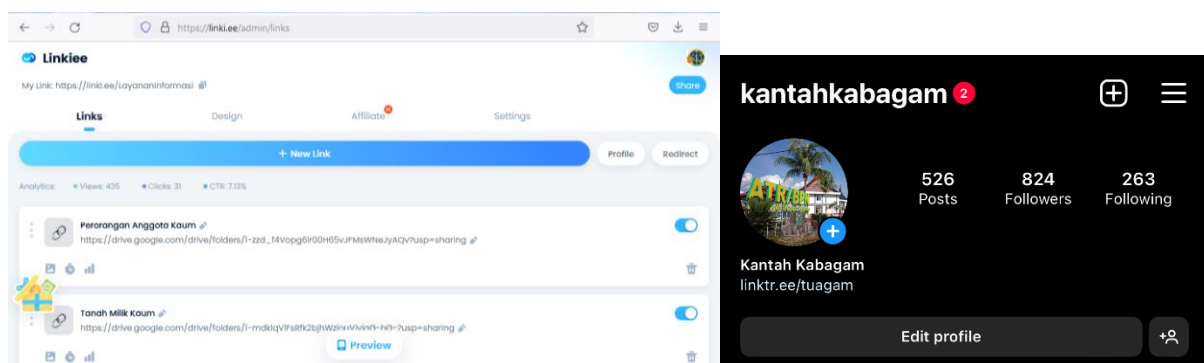 https://linki.ee/admin/links
Linkiee
My Link: https://linki.ee/Layananinformasi
Share
Links
Design
Affiliate
N
Settings
+ New Link
Profile
Redirect
Analytics:
Views: 435
Clicks: 31
CTR: 7.13%
Perorangan Anggota Kaum
Tanah Milik Kaum
Preview
kantahkabagam 2
ATR/BPN
526
824
263
Posts
Followers
Following
Kantah Kabagam
linktr.ee/tuagam
Edit profile